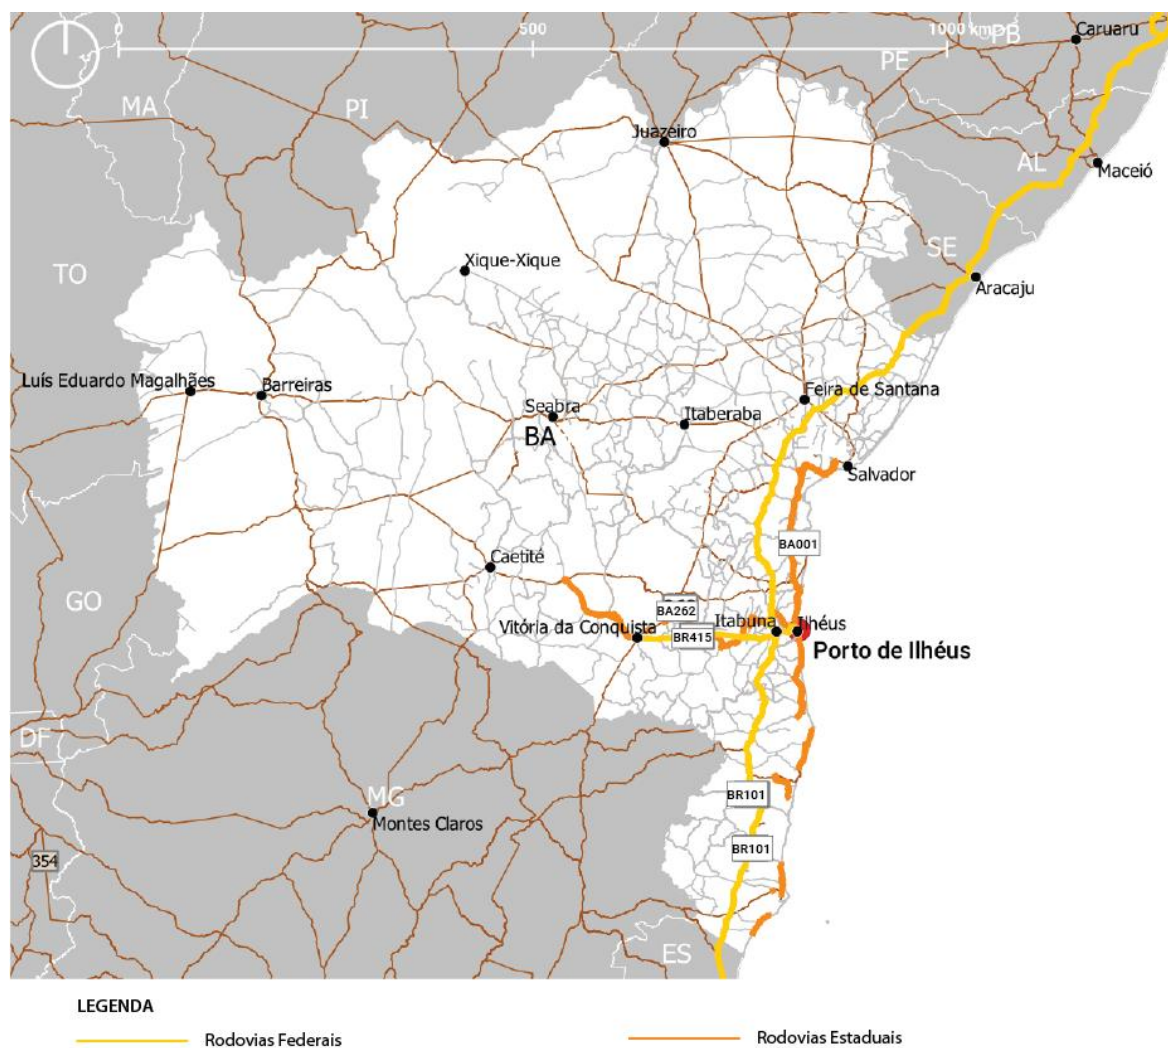 0
500
1000 km
PB
Caruaru
PE
MA
PI
Juazeiro
AL
Maceió
SE
Xique-Xique
TO
Aracaju
Luís Eduardo Magalhães
Barreiras
Feira de Santana
Seabra
Itaberaba
BA
Salvador
BA001
Caetité
GO
BA262
Vitória da Conquista
BR415
Itabuna
Ilhéus
Porto de Ilhéus
DF
MG
Montes Claros
BR101
BR101
354
ES
LEGENDA
Rodovias Federais
Rodovias Estaduais